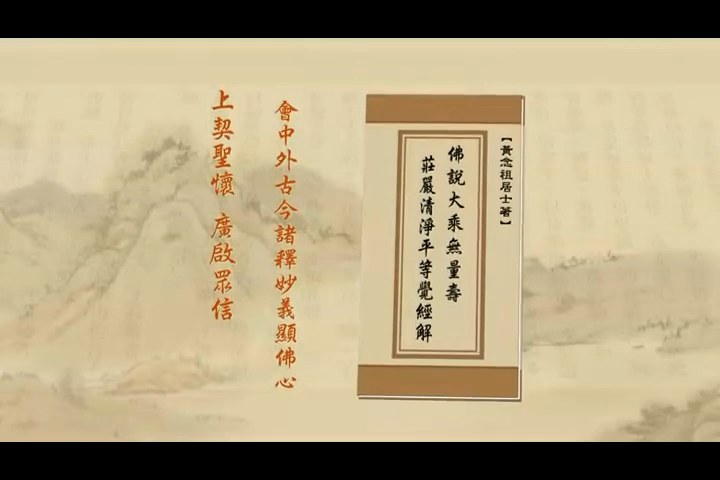 【黃念祖居士著】
佛說大乘無量壽
莊嚴清淨平等覺經解
會中外古今諸釋妙義顯佛心
上契聖懷 廣啟眾信